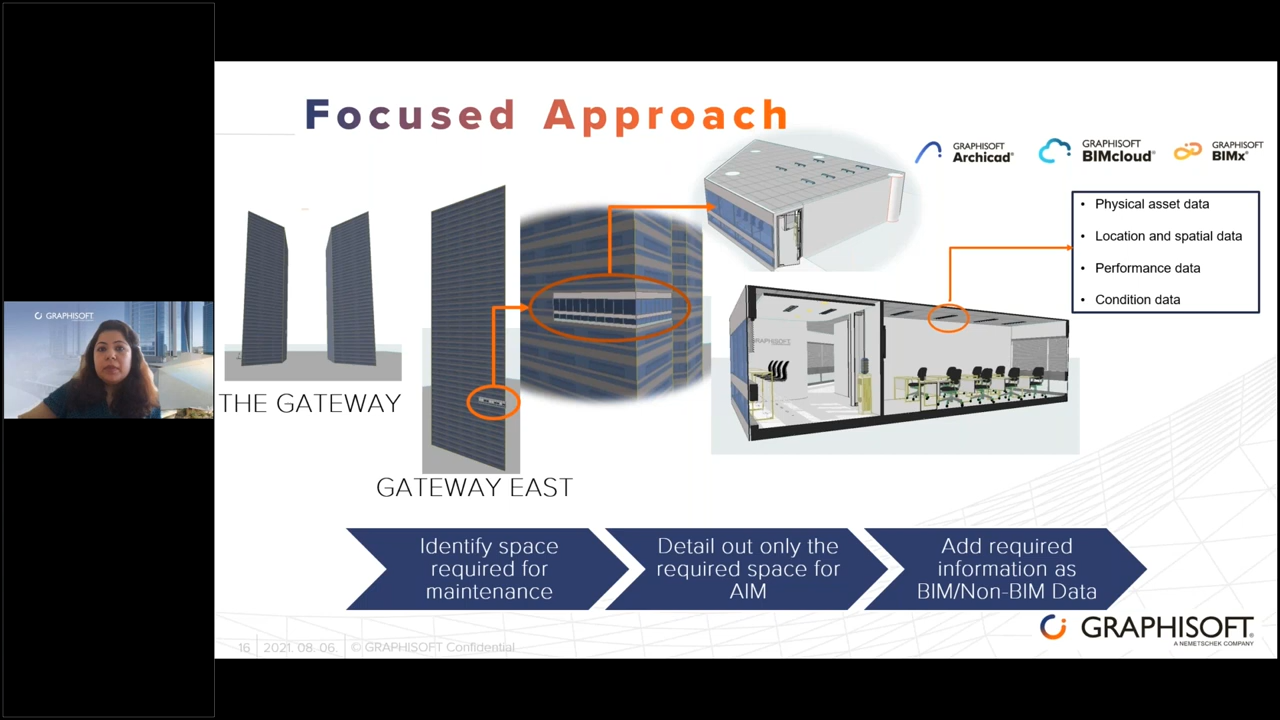 Focused Approach
GRAPHISOFT
Archicad®
GRAPHISOFT
BIMcloud®
GRAPHISOFT
BIMx®
• Physical asset data
• Location and spatial data
• Performance data
• Condition data
GRAPHISOFT
GRAPHISOFT
THE GATEWAY
GATEWAY EAST
Identify space
required for
maintenance
Detail out only the
required space for
AIM
Add required
information as
BIM/Non-BIM Data
16 | 2021. 08. 06. | © GRAPHISOFT Confidential
GRAPHISOFT®
A NEMETSCHEK COMPANY